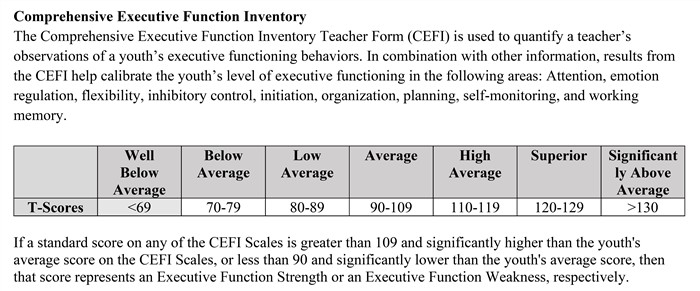 Comprehensive Executive Function Inventory
The Comprehensive Executive Function Inventory Teacher Form (CEFI) is used to quantify a teacher's
observations of a youth's executive functioning behaviors. In combination with other information, results from
the CEFI help calibrate the youth's level of executive functioning in the following areas: Attention, emotion
regulation, flexibility, inhibitory control, initiation, organization, planning, self-monitoring, and working
memory.
Well Below Average Below Average Low Average Average High Average Superior Significantly Above Average
T-Scores <69 70-79 80-89 90-109 110-119 120-129 >130
If a standard score on any of the CEFI Scales is greater than 109 and significantly higher than the youth's
average score on the CEFI Scales, or less than 90 and significantly lower than the youth's average score, then
that score represents an Executive Function Strength or an Executive Function Weakness, respectively.